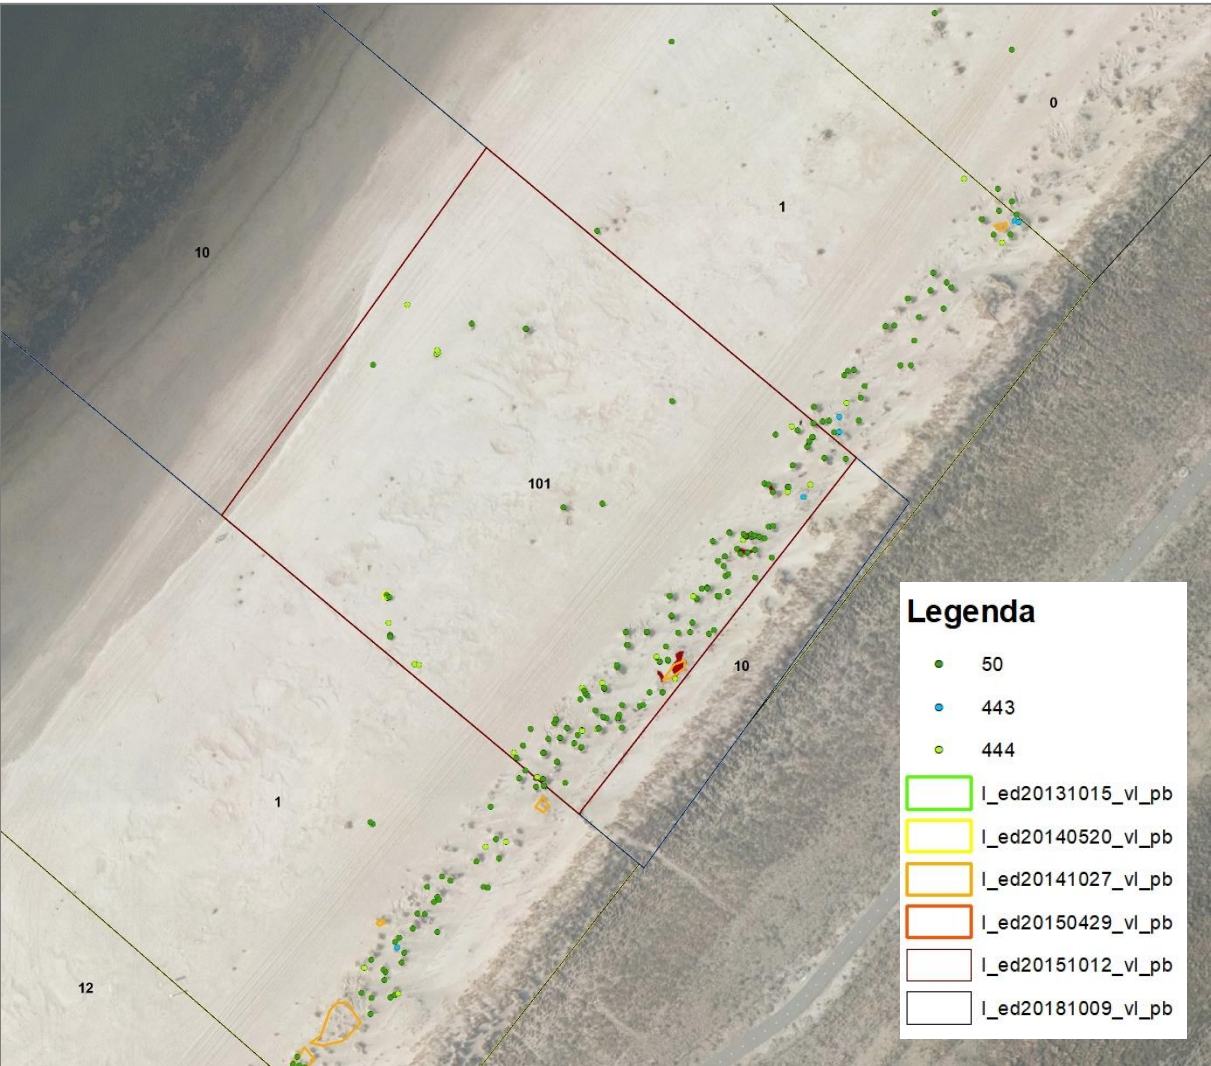 0
1
10
101
10
1
12
Legenda
50
443
444
l_ed20131015_vl_pb
l_ed20140520_vl_pb
l_ed20141027_vl_pb
l_ed20150429_vl_pb
l_ed20151012_vl_pb
l_ed20181009_vl_pb